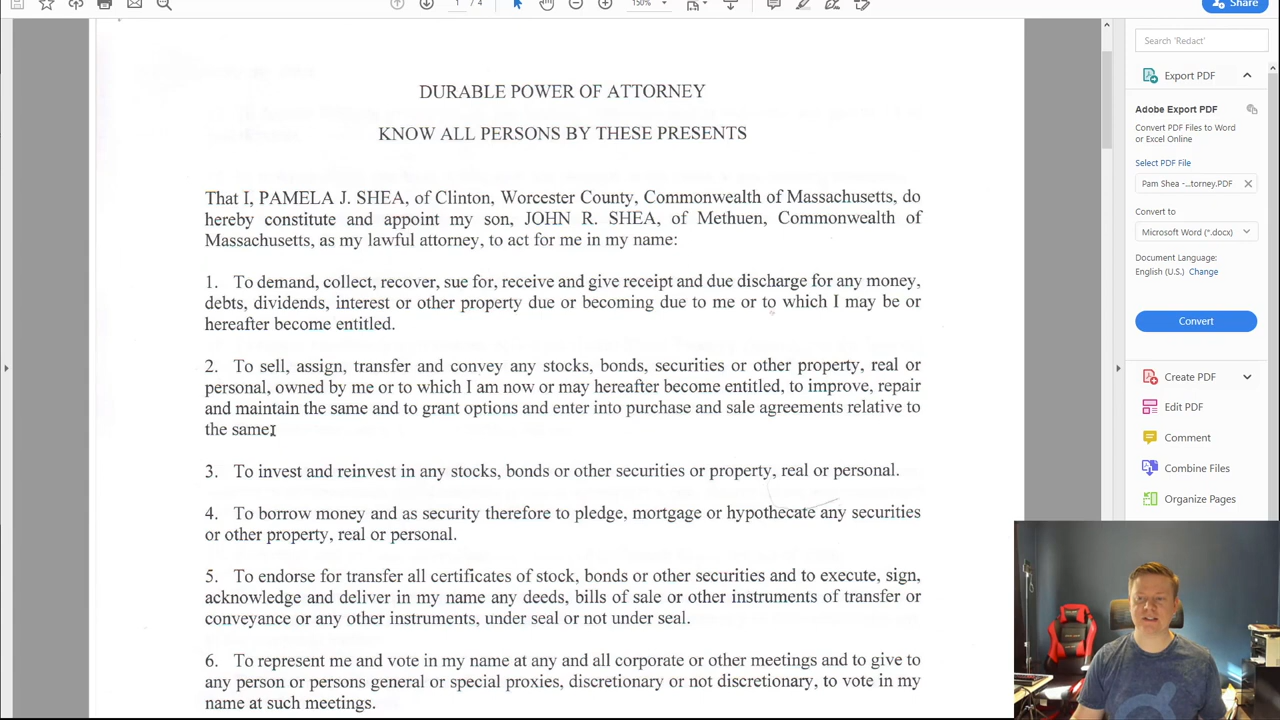 1 / 4
150%
Share
DURABLE POWER OF ATTORNEY
KNOW ALL PERSONS BY THESE PRESENTS
That I, PAMELA J. SHEA, of Clinton, Worcester County, Commonwealth of Massachusetts, do
hereby constitute and appoint my son, JOHN R. SHEA, of Methuen, Commonwealth of
Massachusetts, as my lawful attorney, to act for me in my name:
1. To demand, collect, recover, sue for, receive and give receipt and due discharge for any money,
debts, dividends, interest or other property due or becoming due to me or to which I may be or
hereafter become entitled.
2. To sell, assign, transfer and convey any stocks, bonds, securities or other property, real or
personal, owned by me or to which I am now or may hereafter become entitled, to improve, repair
and maintain the same and to grant options and enter into purchase and sale agreements relative to
the same.
3. To invest and reinvest in any stocks, bonds or other securities or property, real or personal.
4. To borrow money and as security therefore to pledge, mortgage or hypothecate any securities
or other property, real or personal.
5. To endorse for transfer all certificates of stock, bonds or other securities and to execute, sign,
acknowledge and deliver in my name any deeds, bills of sale or other instruments of transfer or
conveyance or any other instruments, under seal or not under seal.
6. To represent me and vote in my name at any and all corporate or other meetings and to give to
any person or persons general or special proxies, discretionary or not discretionary, to vote in my
name at such meetings.
Search 'Redact'
Export PDF
Adobe Export PDF
Convert PDF Files to Word
or Excel Online
Select PDF File
Pam Shea -...torney.PDF
Convert to
Microsoft Word (*.docx)
Document Language:
English (U.S.) Change
Convert
Create PDF
Edit PDF
Comment
Combine Files
Organize Pages